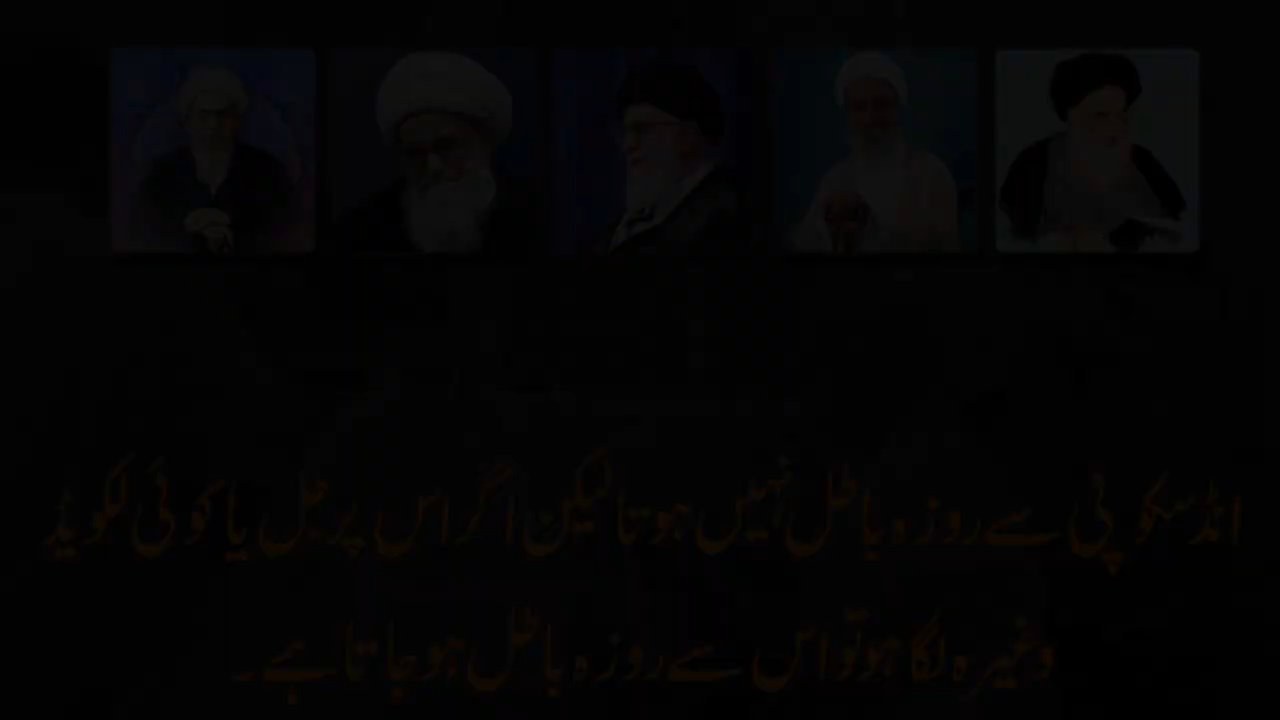 انڈسکوپی سے روزہ باطل نہیں ہوتا لیکن اگر اس پر جل یا کوئی لکویڈ
وغیرہ لگا ہو تو اس سے روزہ باطل ہو جاتا ہے۔